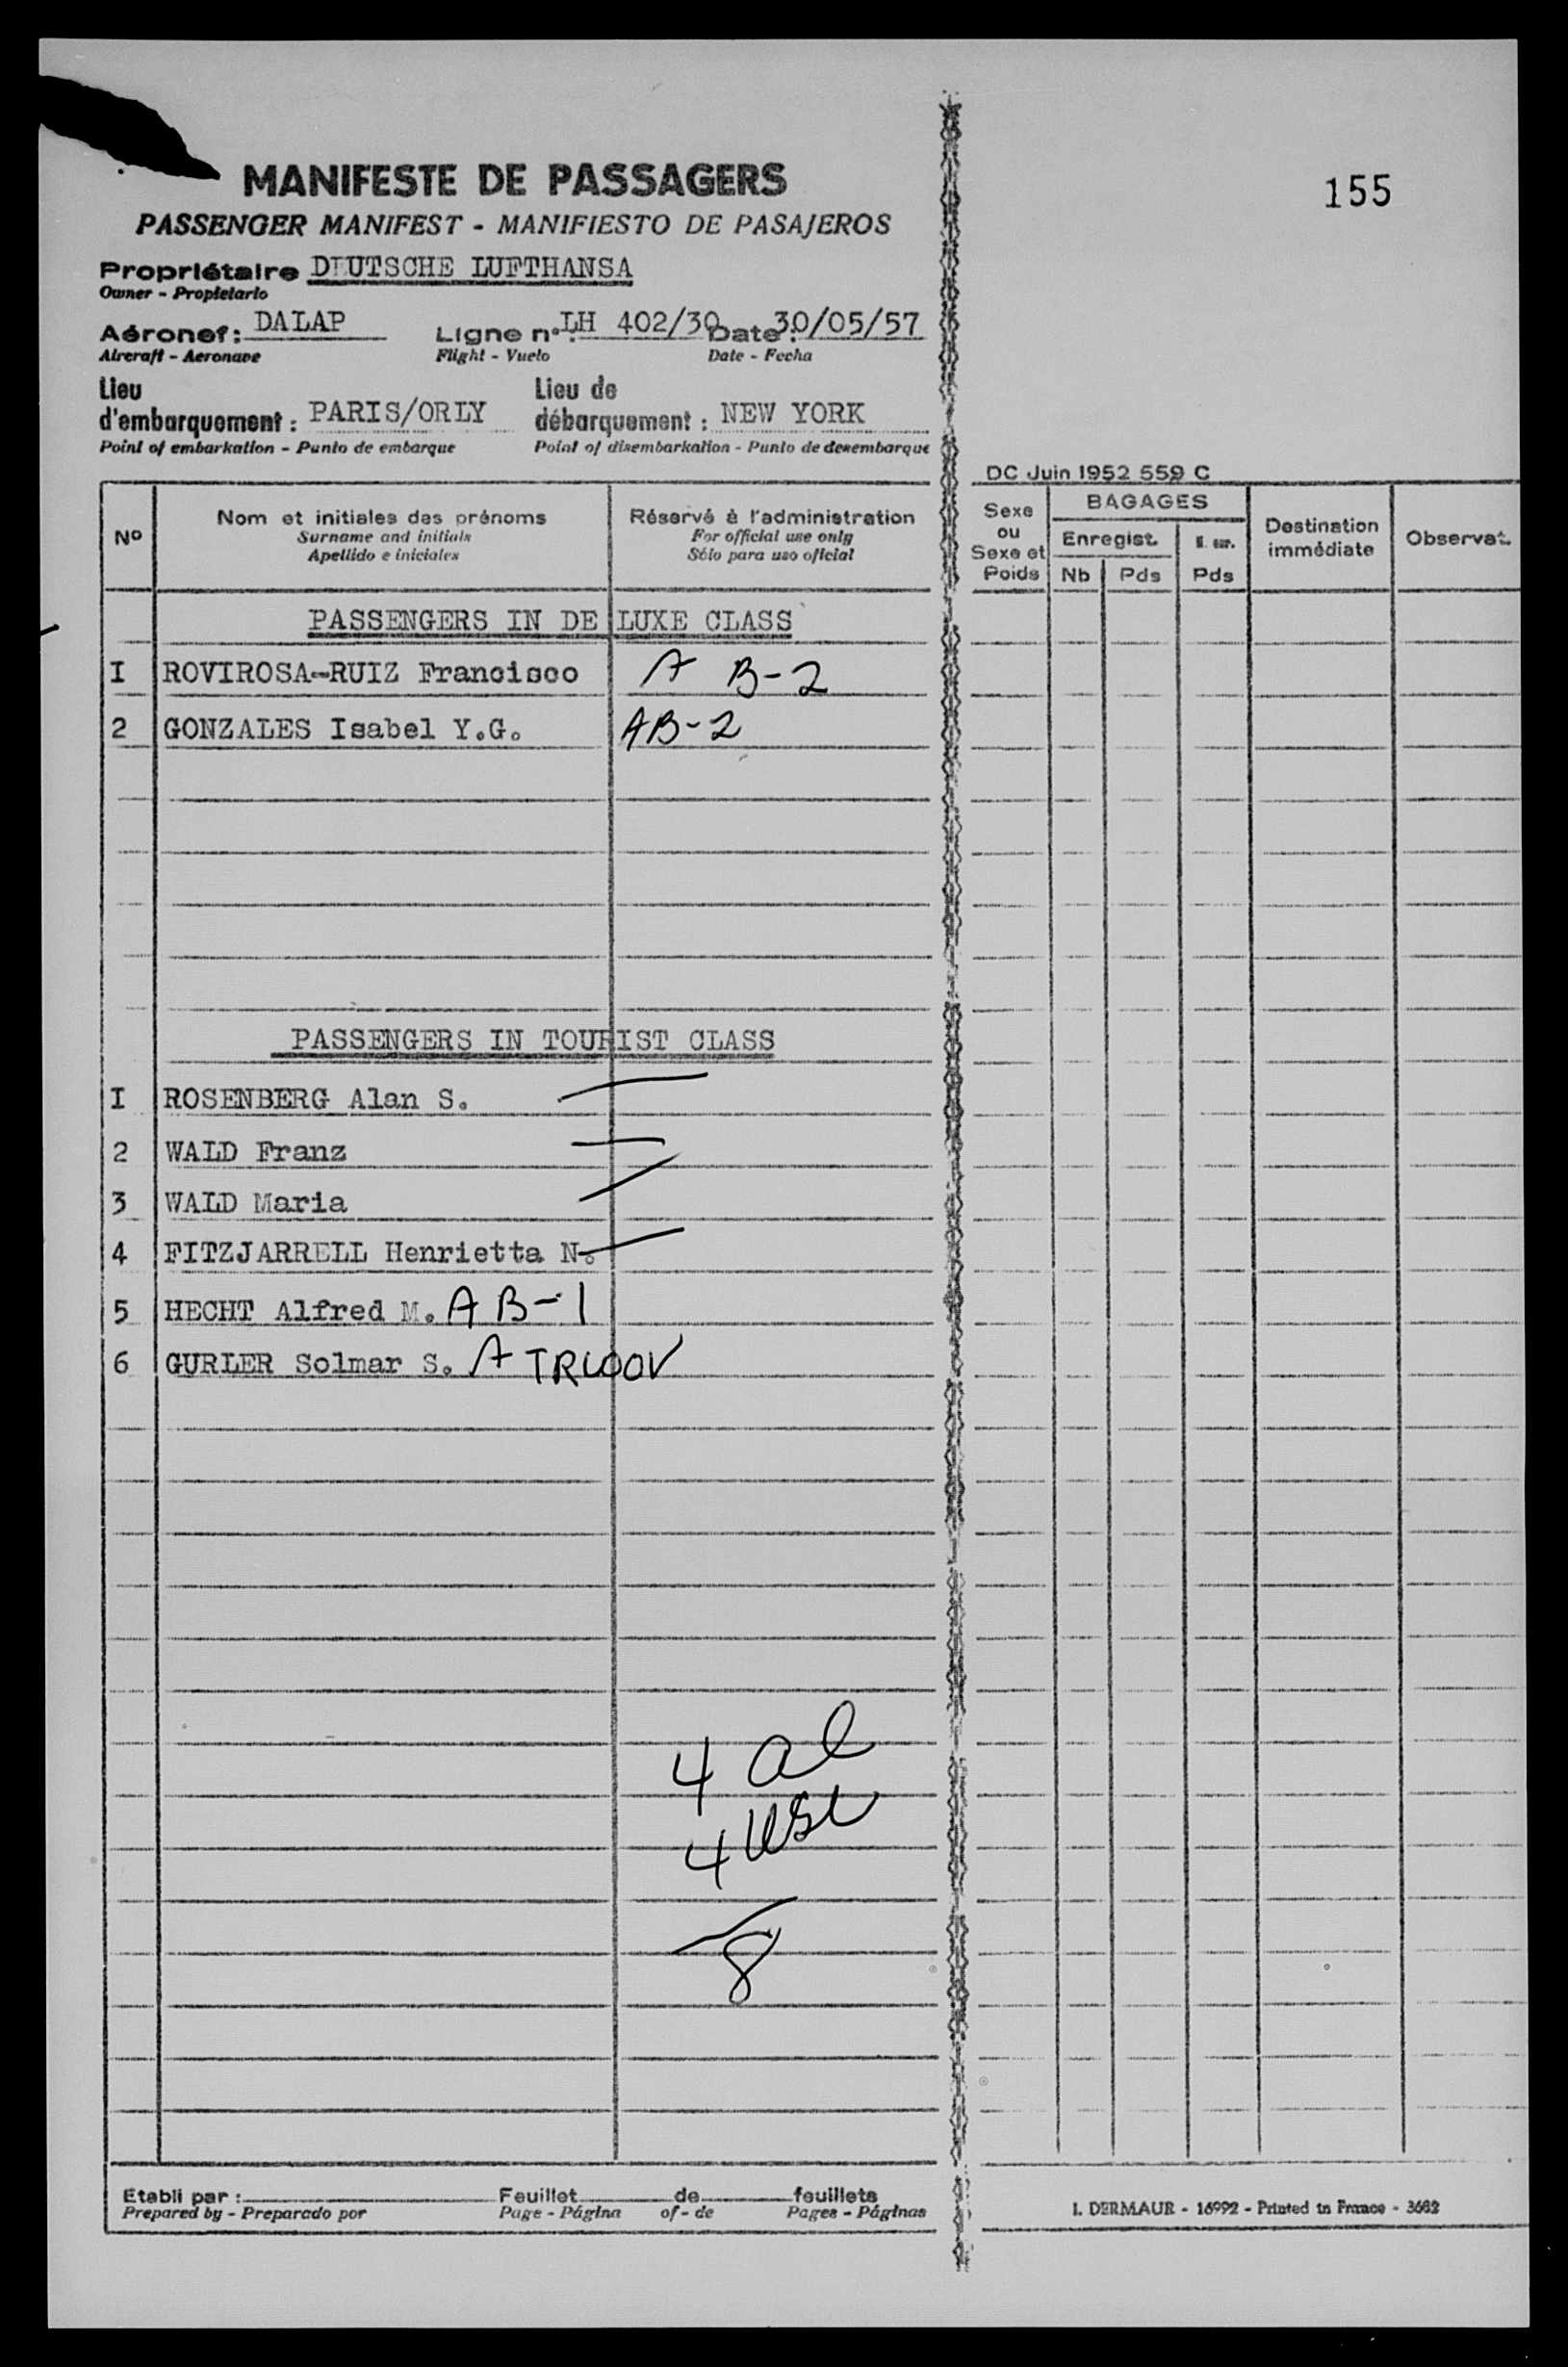 155
MANIFESTE DE PASSAGERS
PASSENGER MANIFEST - MANIFIESTO DE PASAJEROS
Propriétaire DEUTSCHE LUFTHANSA
Owner - Propietario
Aéronef: DALAP Ligne n° LH 402/30 Date: 30/05/57
Aircraft - Aeronave Flight - Vuelo Date - Fecha
Lieu d'embarquement: PARIS/ORLY Lieu de débarquement: NEW YORK
Point of embarkation - Punto de embarque Point of disembarkation - Punto de desembarque
DC Juin 1952 559 C
No Nom et initiales des prénoms Réservé à l'administration Sexe ou Sexe et Poids BAGAGES Destination immédiate Observat.
Surname and initials For official use only Enregist.
Apellido e iniciales Sólo para uso oficial Nb Pds Pds
PASSENGERS IN DE LUXE CLASS
I ROVIROSA-RUIZ Francisco A B-2
2 GONZALES Isabel Y.G. AB-2
PASSENGERS IN TOURIST CLASS
I ROSENBERG Alan S.
2 WALD Franz
3 WALD Maria
4 FITZJARRELL Henrietta N.
5 HECHT Alfred M. A B-1
6 GURLER Solmar S. A
4 al
4 usc
8
Etabli par: Feuillet de feuillets
Prepared by - Preparado por Page - Página of - de Pages - Páginas
I. DERMAUR - 16992 - Printed in France - 3682